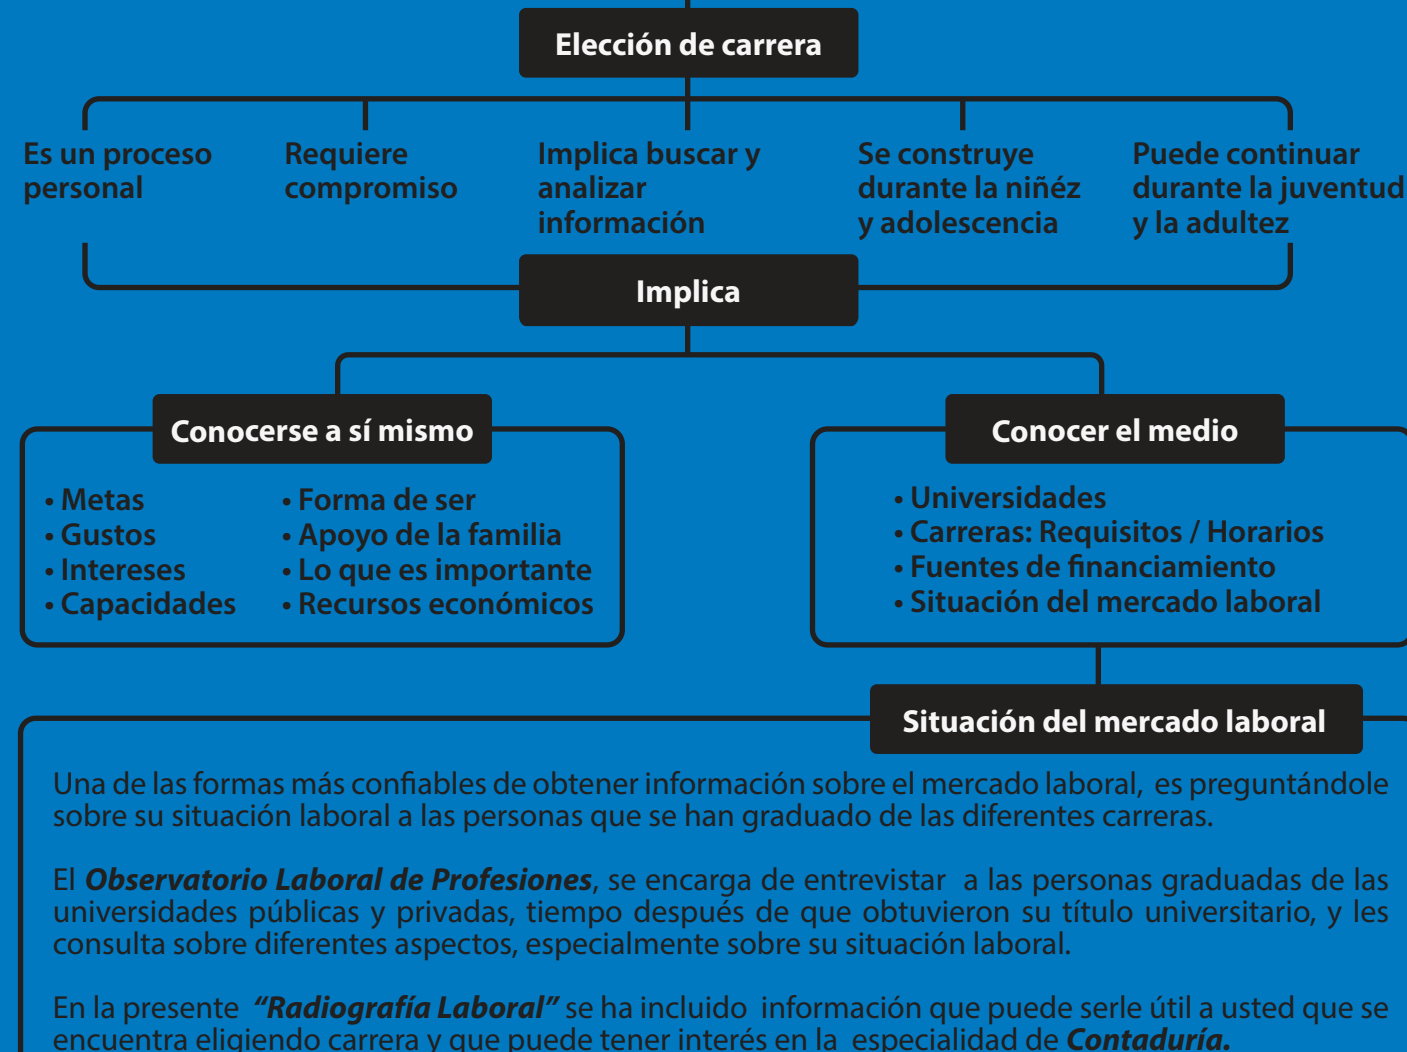 Elección de carrera
Es un proceso
personal
Requiere
compromiso
Implica buscar y
analizar
información
Se construye
durante la niñéz
y adolescencia
Puede continuar
durante la juventud
y la adultez
Implica
Conocerse a sí mismo
• Metas
• Gustos
• Intereses
• Capacidades
• Forma de ser
• Apoyo de la familia
• Lo que es importante
• Recursos económicos
Conocer el medio
• Universidades
• Carreras: Requisitos / Horarios
• Fuentes de financiamiento
• Situación del mercado laboral
Situación del mercado laboral
Una de las formas más confiables de obtener información sobre el mercado laboral, es preguntándole
sobre su situación laboral a las personas que se han graduado de las diferentes carreras.
El Observatorio Laboral de Profesiones, se encarga de entrevistar a las personas graduadas de las
universidades públicas y privadas, tiempo después de que obtuvieron su título universitario, y les
consulta sobre diferentes aspectos, especialmente sobre su situación laboral.
En la presente “Radiografía Laboral” se ha incluido información que puede serle útil a usted que se
encuentra eligiendo carrera y que puede tener interés en la especialidad de Contaduría.